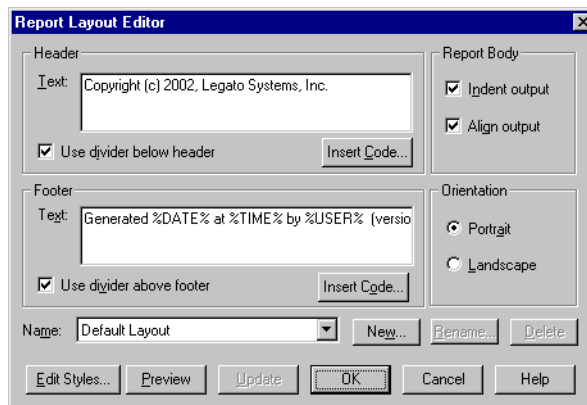 Report Layout Editor
Header
Text:
Copyright (c) 2002, Legato Systems, Inc.
Use divider below header
Insert Code...
Report Body
Indent output
Align output
Footer
Text:
Generated %DATE% at %TIME% by %USER% (versio
Use divider above footer
Insert Code...
Orientation
Portrait
Landscape
Name:
Default Layout
New...
Rename...
Delete
Edit Styles...
Preview
Update
OK
Cancel
Help